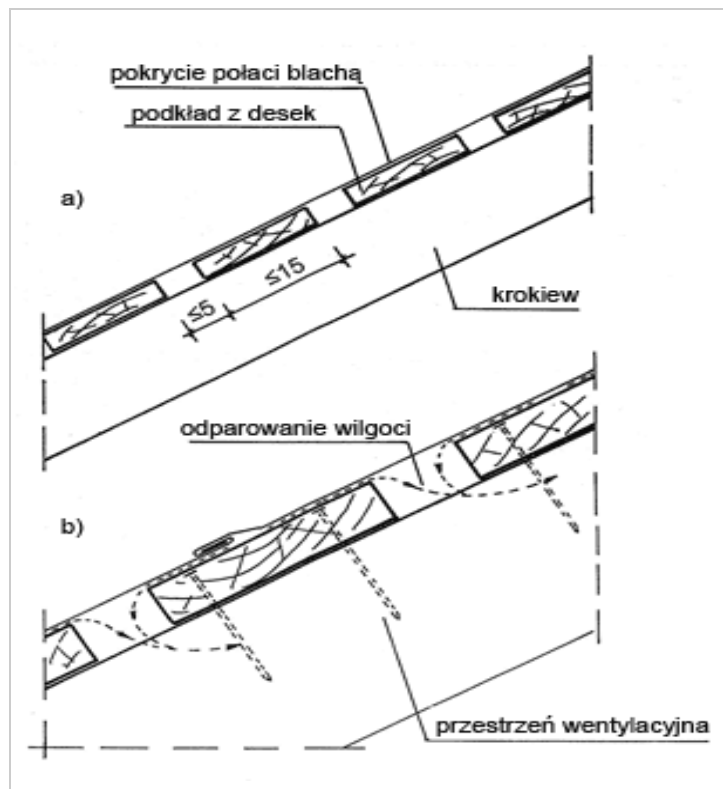 pokrycie połaci blachą
podkład z desek
a)
≤5
≤15
krokiew
odparowanie wilgoci
b)
przestrzeń wentylacyjna